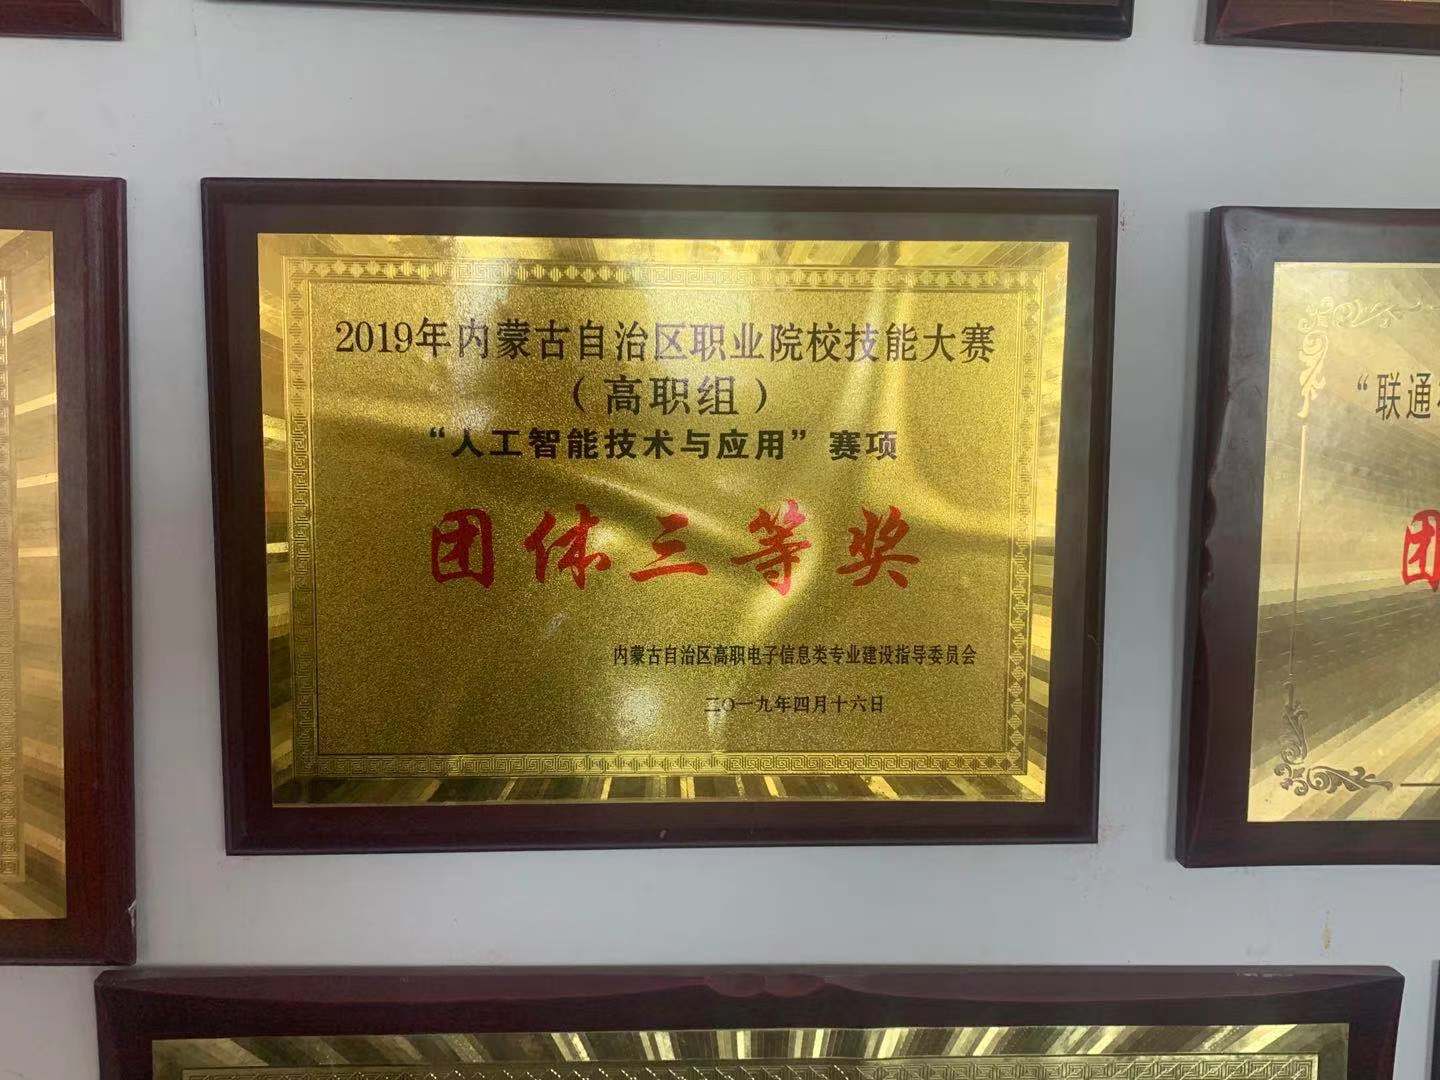 2019年内蒙古自治区职业院校技能大赛
（高职组）
“人工智能技术与应用”赛项
团体三等奖
内蒙古自治区高职电子信息类专业建设指导委员会
二〇一九年四月十六日
“联通
团